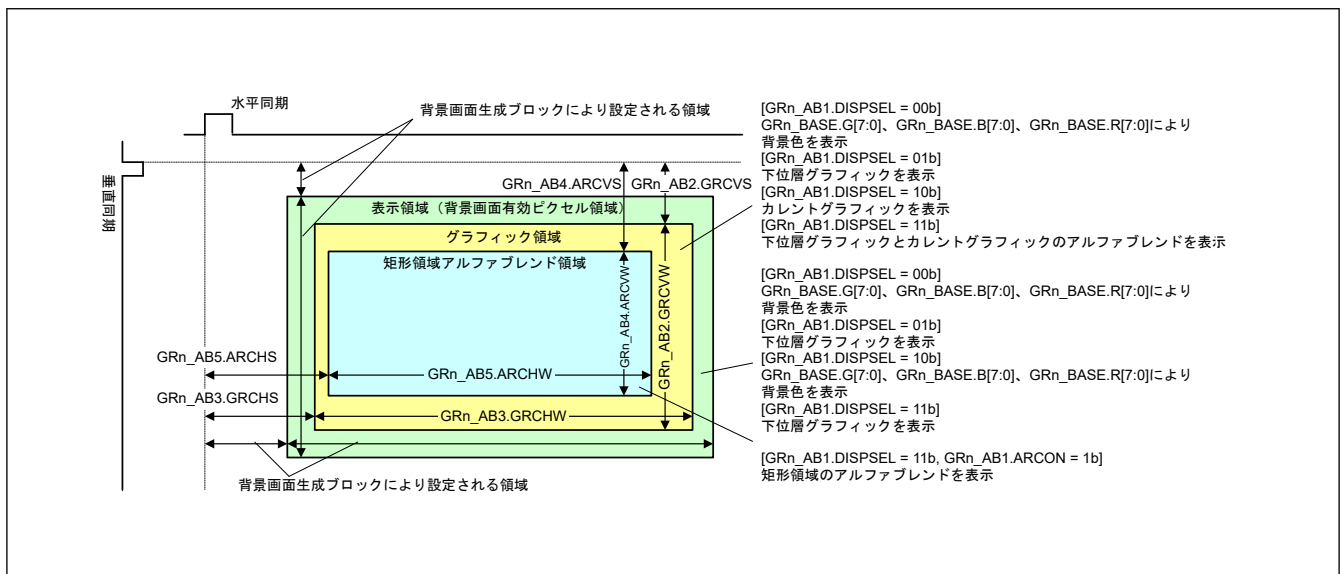 水平同期
背景画面生成ブロックにより設定される領域
垂直同期
GRn_AB4.ARCVS
GRn_AB2.GRCVS
表示領域（背景画面有効ピクセル領域）
グラフィック領域
矩形領域アルファブレンド領域
GRn_AB4.ARCVW
GRn_AB2.GRCVW
GRn_AB5.ARCHS
GRn_AB5.ARCHW
GRn_AB3.GRCHS
GRn_AB3.GRCHW
背景画面生成ブロックにより設定される領域
[GRn_AB1.DISPSEL = 00b]
GRn_BASE.G[7:0]、GRn_BASE.B[7:0]、GRn_BASE.R[7:0]により
背景色を表示
[GRn_AB1.DISPSEL = 01b]
下位層グラフィックを表示
[GRn_AB1.DISPSEL = 10b]
カレントグラフィックを表示
[GRn_AB1.DISPSEL = 11b]
下位層グラフィックとカレントグラフィックのアルファブレンドを表示
[GRn_AB1.DISPSEL = 00b]
GRn_BASE.G[7:0]、GRn_BASE.B[7:0]、GRn_BASE.R[7:0]により
背景色を表示
[GRn_AB1.DISPSEL = 01b]
下位層グラフィックを表示
[GRn_AB1.DISPSEL = 10b]
GRn_BASE.G[7:0]、GRn_BASE.B[7:0]、GRn_BASE.R[7:0]により
背景色を表示
[GRn_AB1.DISPSEL = 11b]
下位層グラフィックを表示
[GRn_AB1.DISPSEL = 11b, GRn_AB1.ARCON = 1b]
矩形領域のアルファブレンドを表示